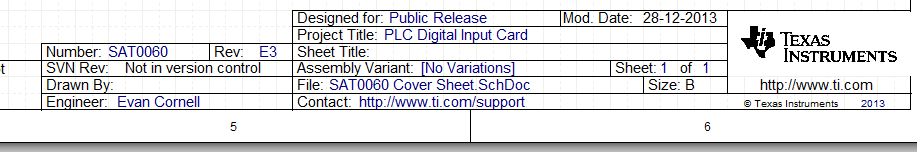 Designed for: Public Release Mod. Date: 28-12-2013
Project Title: PLC Digital Input Card
Number: SAT0060 Rev: E3 Sheet Title:
SVN Rev: Not in version control Assembly Variant: [No Variations] Sheet: 1 of 1
Drawn By: File: SAT0060 Cover Sheet.SchDoc Size: B
Engineer: Evan Cornell Contact: http://www.ti.com/support
TEXAS
INSTRUMENTS
http://www.ti.com
© Texas Instruments 2013
5 6